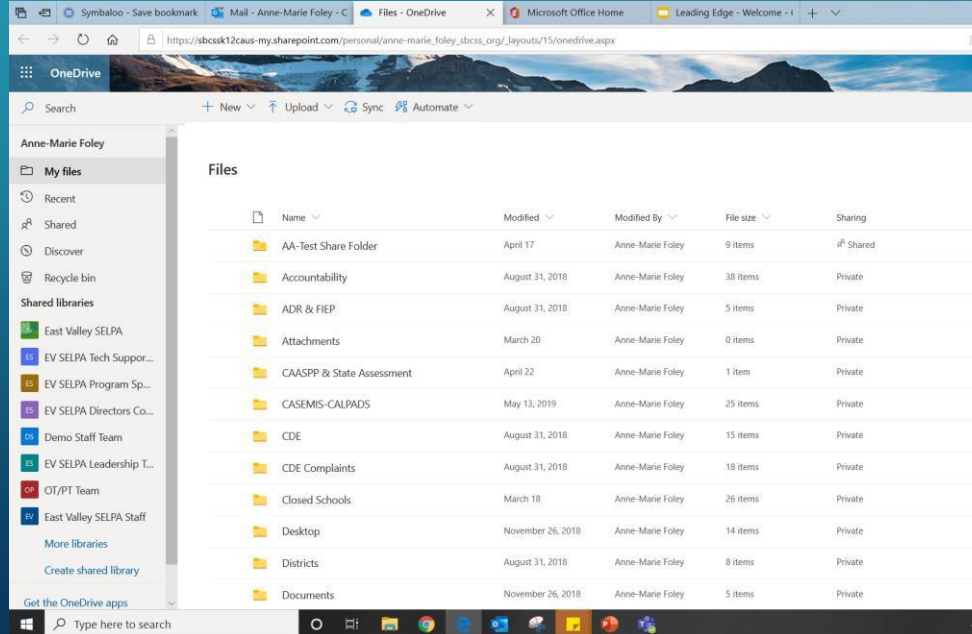 Symbaloo - Save bookmark
Mail - Anne-Marie Foley - C
Files - OneDrive
Microsoft Office Home
Leading Edge - Welcome - (
https://sbcssk12caus-my.sharepoint.com/personal/anne-marie_foley_sbcss_org/_layouts/15/onedrive.aspx
OneDrive
Search
New Upload Sync Automate
Anne-Marie Foley
My files
Recent
Shared
Discover
Recycle bin
Shared libraries
ES East Valley SELPA
ES EV SELPA Tech Suppor...
ES EV SELPA Program Sp...
ES EV SELPA Directors Co...
DS Demo Staff Team
ES EV SELPA Leadership T...
OP OT/PT Team
EV East Valley SELPA Staff
More libraries
Create shared library
Get the OneDrive apps
Files
Name Modified Modified By File size Sharing
AA-Test Share Folder April 17 Anne-Marie Foley 9 items Shared
Accountability August 31, 2018 Anne-Marie Foley 38 items Private
ADR & FIEP August 31, 2018 Anne-Marie Foley 5 items Private
Attachments March 20 Anne-Marie Foley 0 items Private
CAASPP & State Assessment April 22 Anne-Marie Foley 1 item Private
CASEMIS-CALPADS May 13, 2019 Anne-Marie Foley 25 items Private
CDE August 31, 2018 Anne-Marie Foley 15 items Private
CDE Complaints August 31, 2018 Anne-Marie Foley 18 items Private
Closed Schools March 18 Anne-Marie Foley 26 items Private
Desktop November 26, 2018 Anne-Marie Foley 14 items Private
Districts August 31, 2018 Anne-Marie Foley 8 items Private
Documents November 26, 2018 Anne-Marie Foley 5 items Private
Type here to search